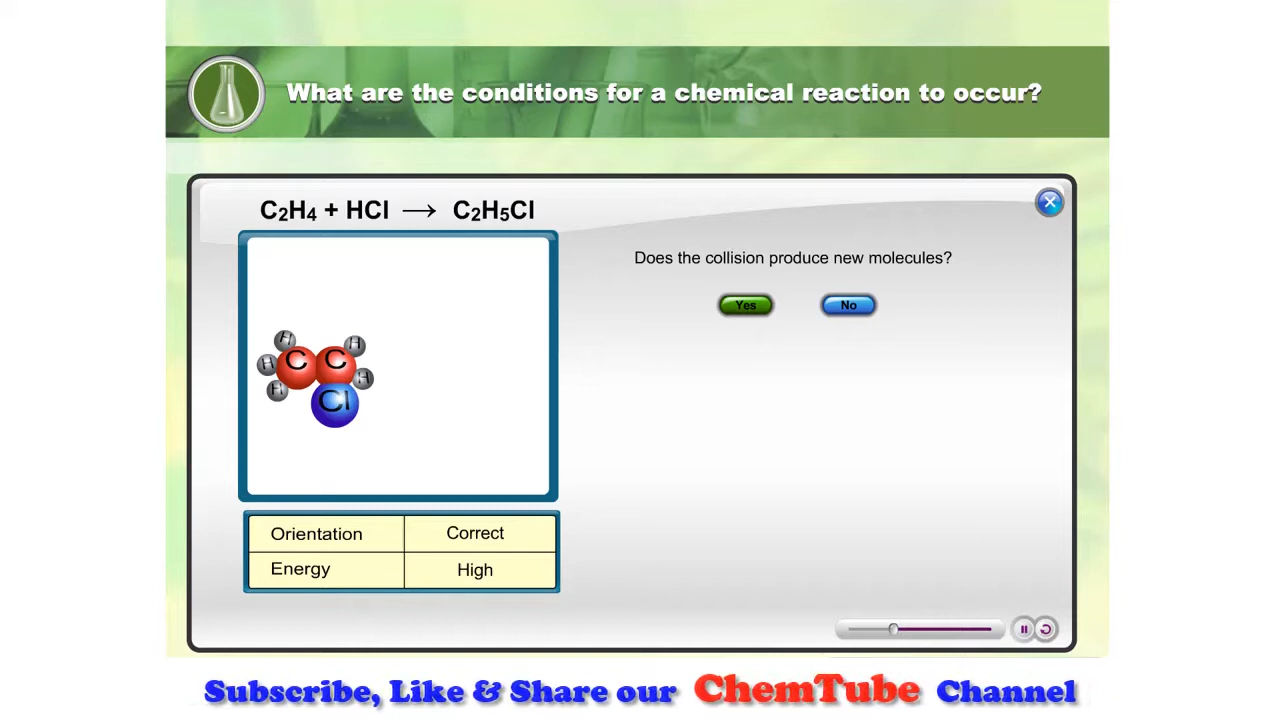 What are the conditions for a chemical reaction to occur?
C₂H₄ + HCl ⟶ C₂H₅Cl
Does the collision produce new molecules?
Yes No
H H
C C
H H
H
Cl
Orientation Correct
Energy High
Subscribe, Like & Share our ChemTube Channel